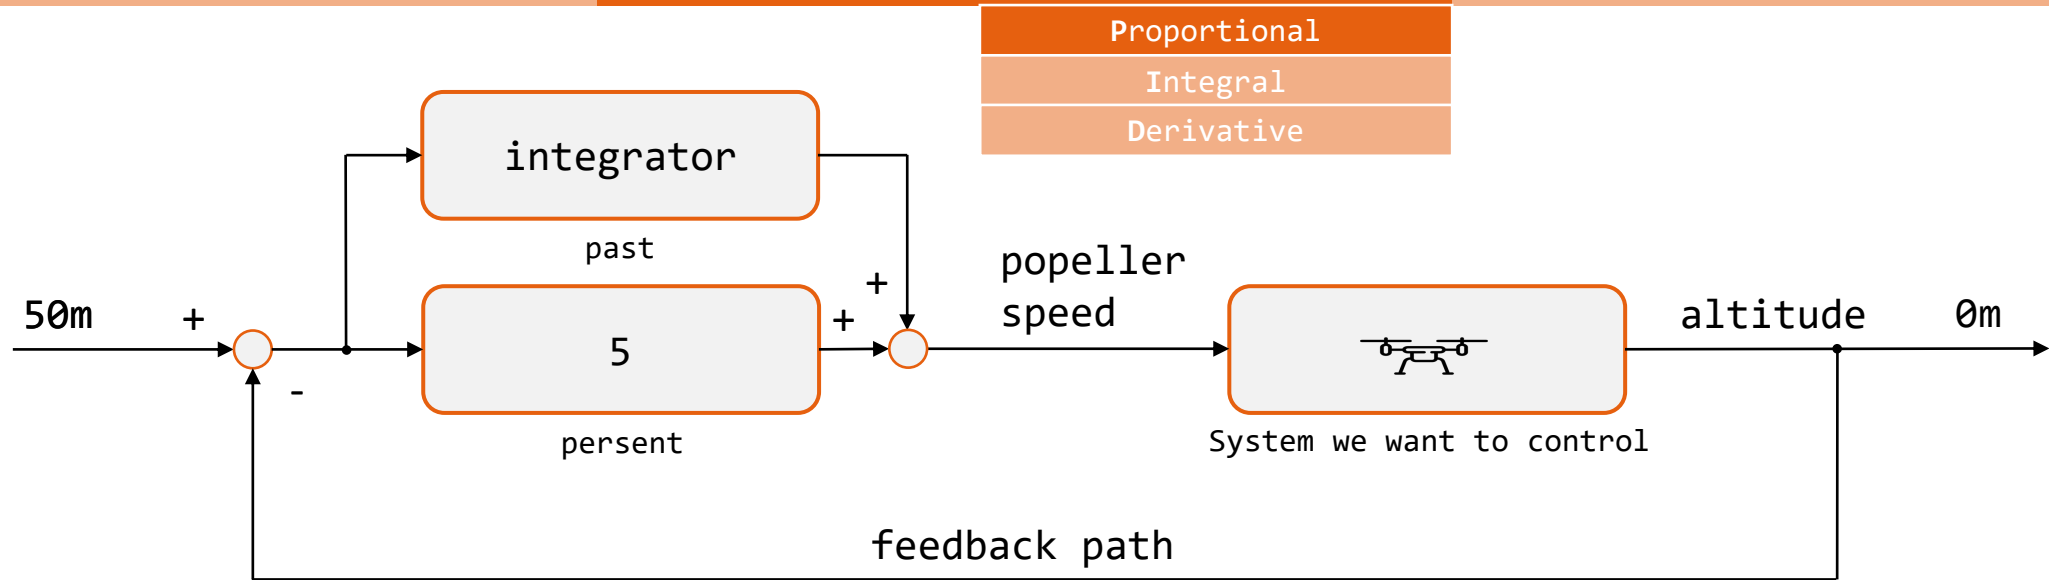 Proportional
Integral
Derivative
integrator
past
+
popeller
speed
50m
+
+
5
altitude
0m
-
persent
System we want to control
feedback path